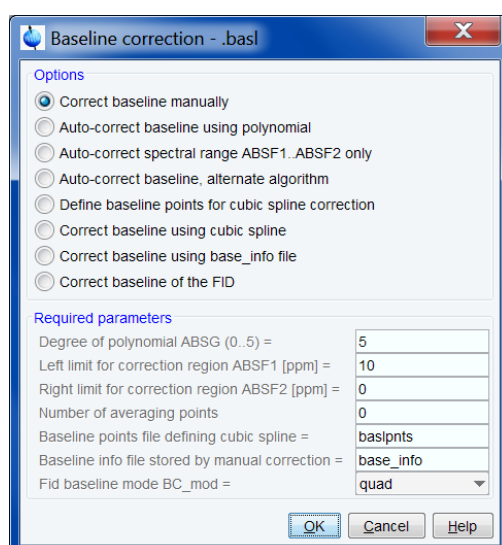 Baseline correction - .basl
X
Options
Correct baseline manually
Auto-correct baseline using polynomial
Auto-correct spectral range ABSF1..ABSF2 only
Auto-correct baseline, alternate algorithm
Define baseline points for cubic spline correction
Correct baseline using cubic spline
Correct baseline using base_info file
Correct baseline of the FID
Required parameters
Degree of polynomial ABSG (0..5) = 5
Left limit for correction region ABSF1 [ppm] = 10
Right limit for correction region ABSF2 [ppm] = 0
Number of averaging points 0
Baseline points file defining cubic spline = baslpnts
Baseline info file stored by manual correction = base_info
Fid baseline mode BC_mod = quad
OK Cancel Help